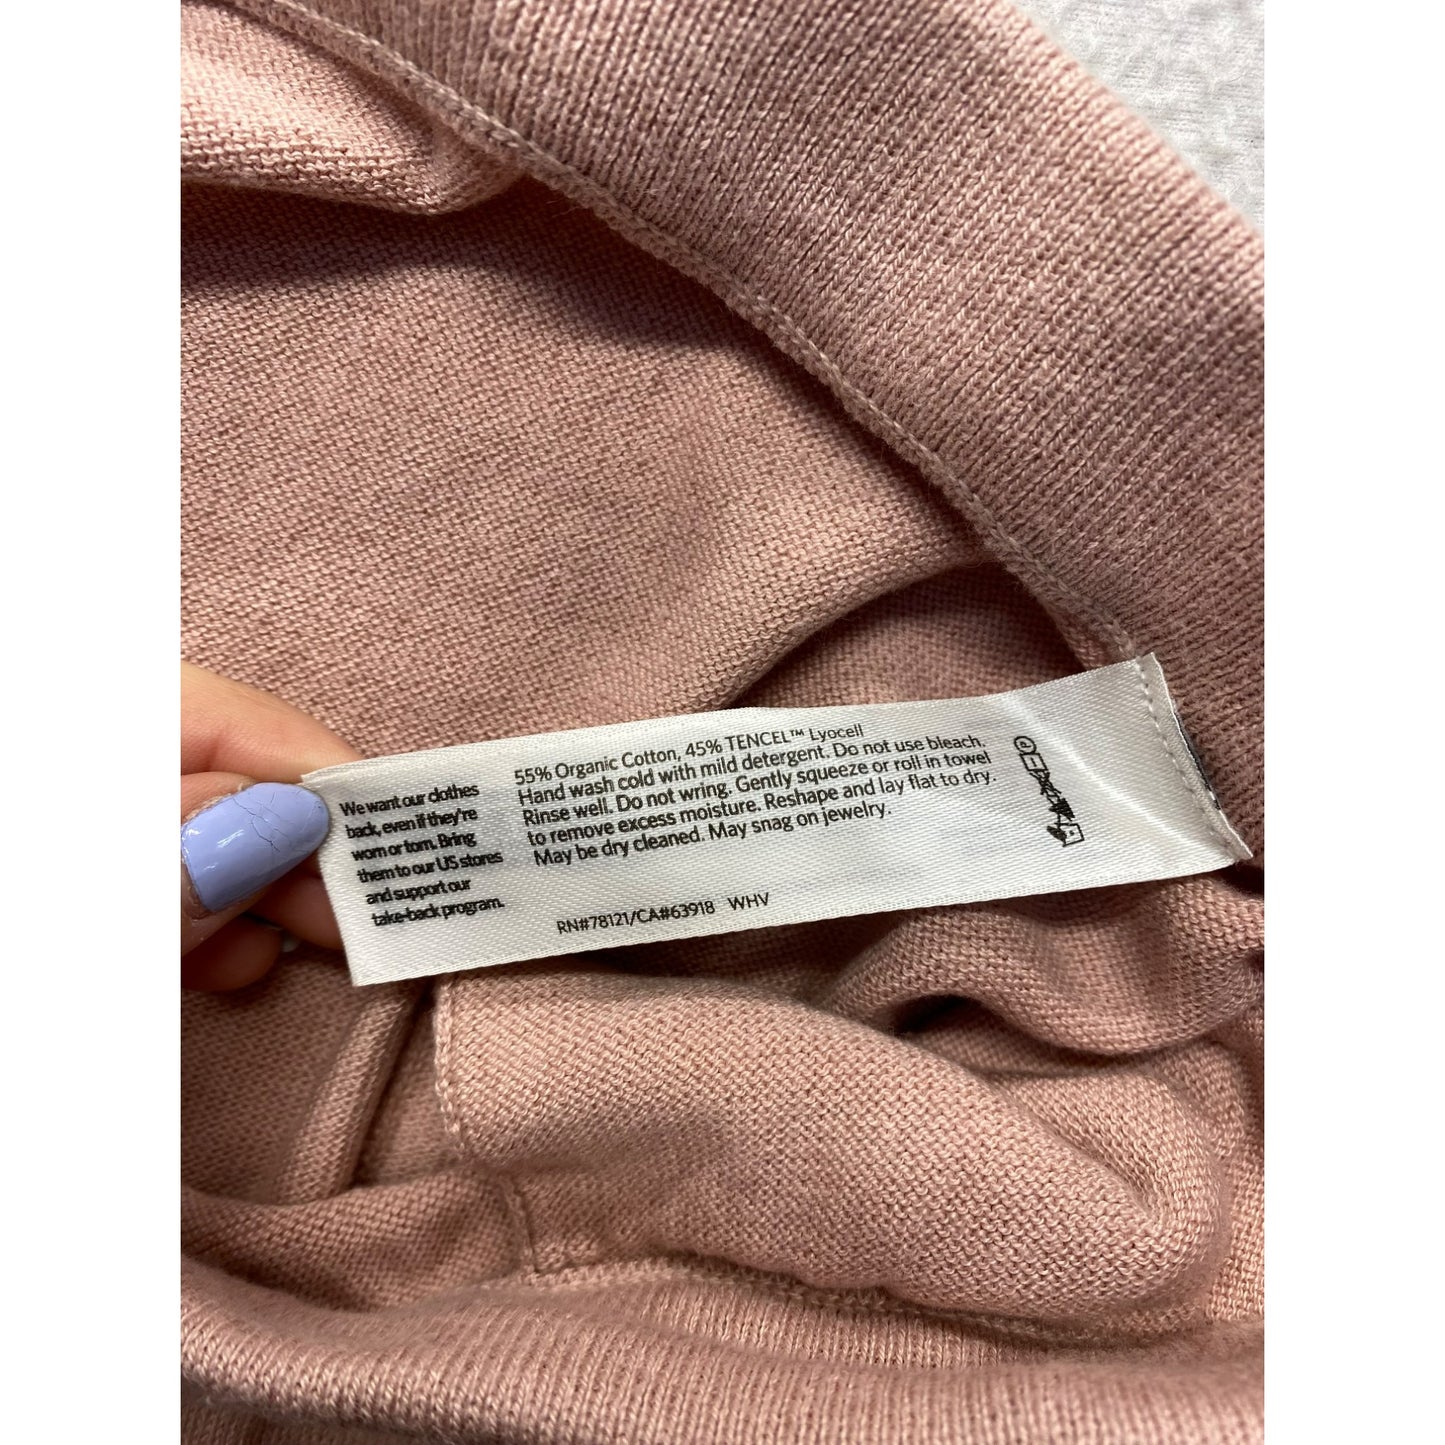 We want our clothes
back, even if they're
worn or torn. Bring
them to our US stores
and support our
take-back program.
55% Organic Cotton, 45% TENCEL™ Lyocell
Hand wash cold with mild detergent. Do not use bleach.
Rinse well. Do not wring. Gently squeeze or roll in towel
to remove excess moisture. Reshape and lay flat to dry.
May be dry cleaned. May snag on jewelry.
RN#78121/CA#63918 WHV